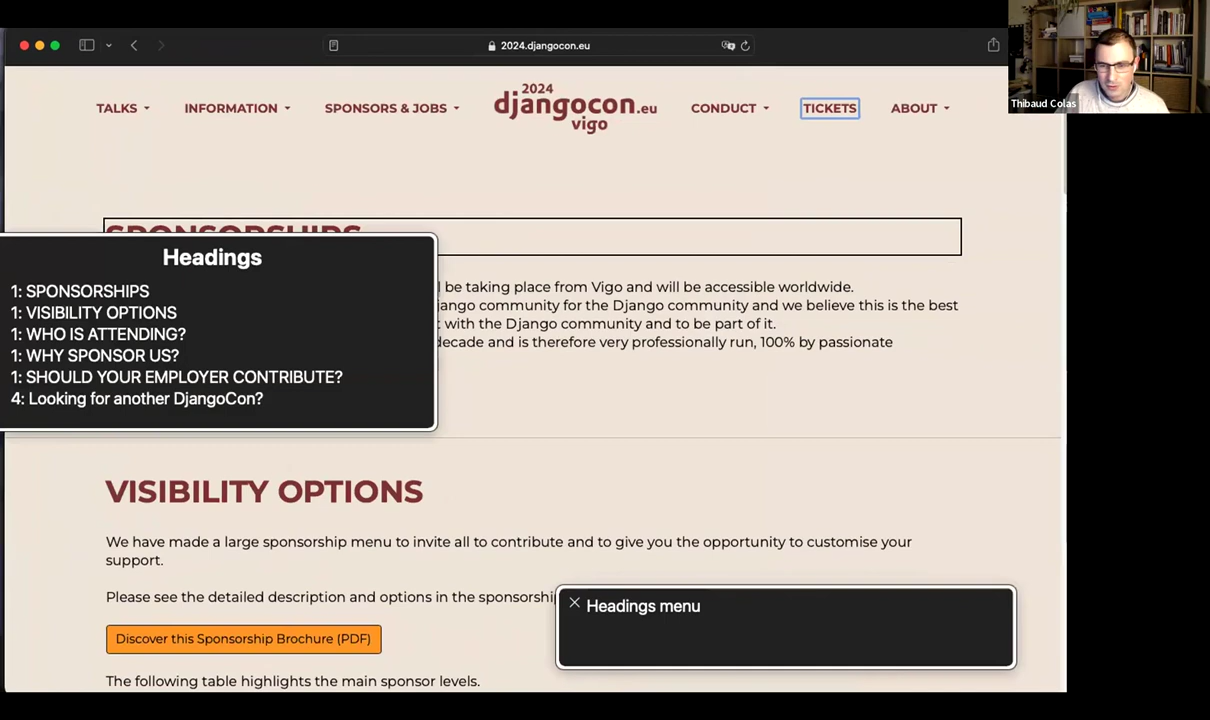 2024.djangocon.eu
Thibaud Colas
TALKS
INFORMATION
SPONSORS & JOBS
2024
djangocon.eu
vigo
CONDUCT
TICKETS
ABOUT
SPONSORSHIPS
Headings
1: SPONSORSHIPS
1: VISIBILITY OPTIONS
1: WHO IS ATTENDING?
1: WHY SPONSOR US?
1: SHOULD YOUR EMPLOYER CONTRIBUTE?
4: Looking for another DjangoCon?
be taking place from Vigo and will be accessible worldwide.
django community for the Django community and we believe this is the best
with the Django community and to be part of it.
decade and is therefore very professionally run, 100% by passionate
VISIBILITY OPTIONS
We have made a large sponsorship menu to invite all to contribute and to give you the opportunity to customise your
support.
Please see the detailed description and options in the
Discover this Sponsorship Brochure (PDF)
The following table highlights the main sponsor levels.
Headings menu